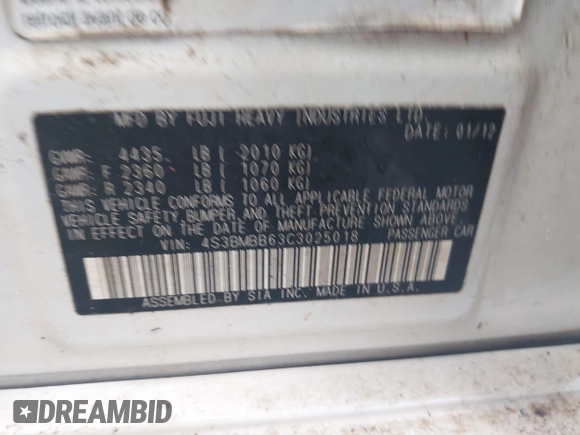 retroui avant
MFD BY FUJI HEAVY INDUSTRIES LTD.
DATE: 01/12
GVWR: 4435. LB ( 2010 KG)
GAWR: F 2360 LB ( 1070 KG)
GAWR: R 2340 LB ( 1060 KG)
THIS VEHICLE CONFORMS TO ALL APPLICABLE FEDERAL MOTOR
VEHICLE SAFETY, BUMPER, AND THEFT PREVENTION STANDARDS
IN EFFECT ON THE DATE OF MANUFACTURE SHOWN ABOVE.
VIN: 4S3BMBB63C3025018 PASSENGER CAR
ASSEMBLED BY SIA INC. MADE IN U.S.A.
DREAMBID